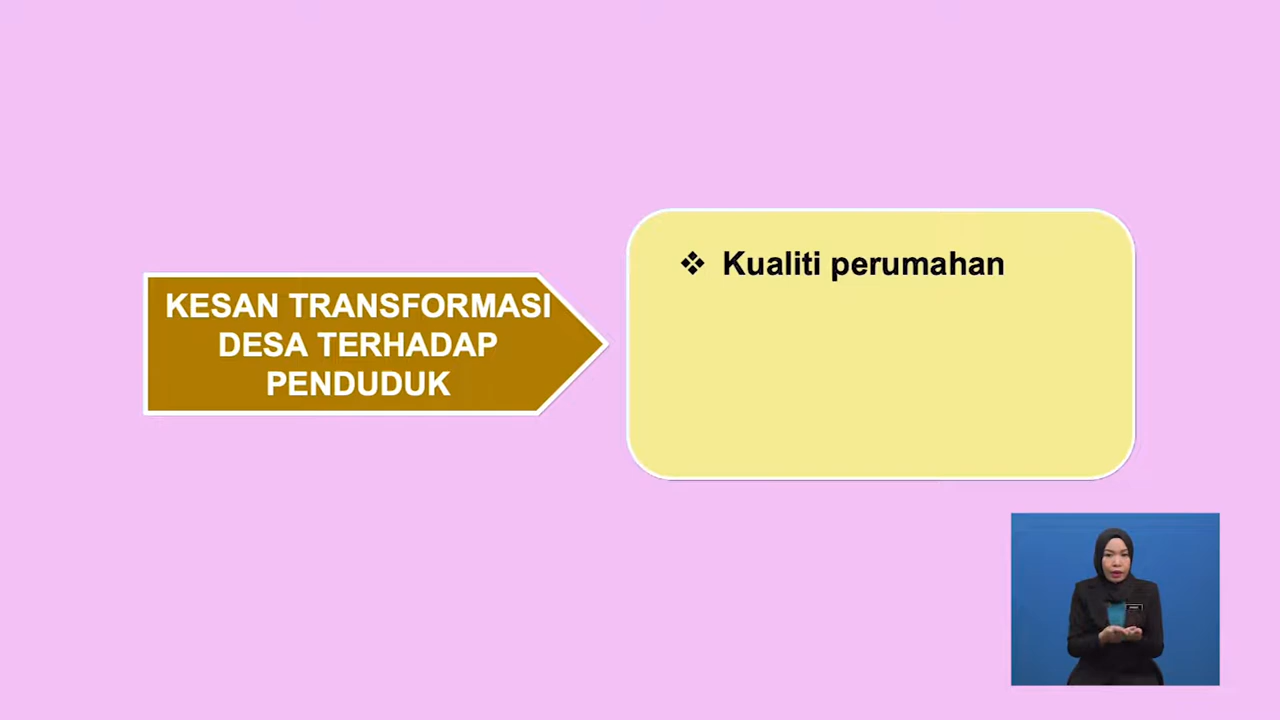 KESAN TRANSFORMASI
DESA TERHADAP
PENDUDUK
❖ Kualiti perumahan